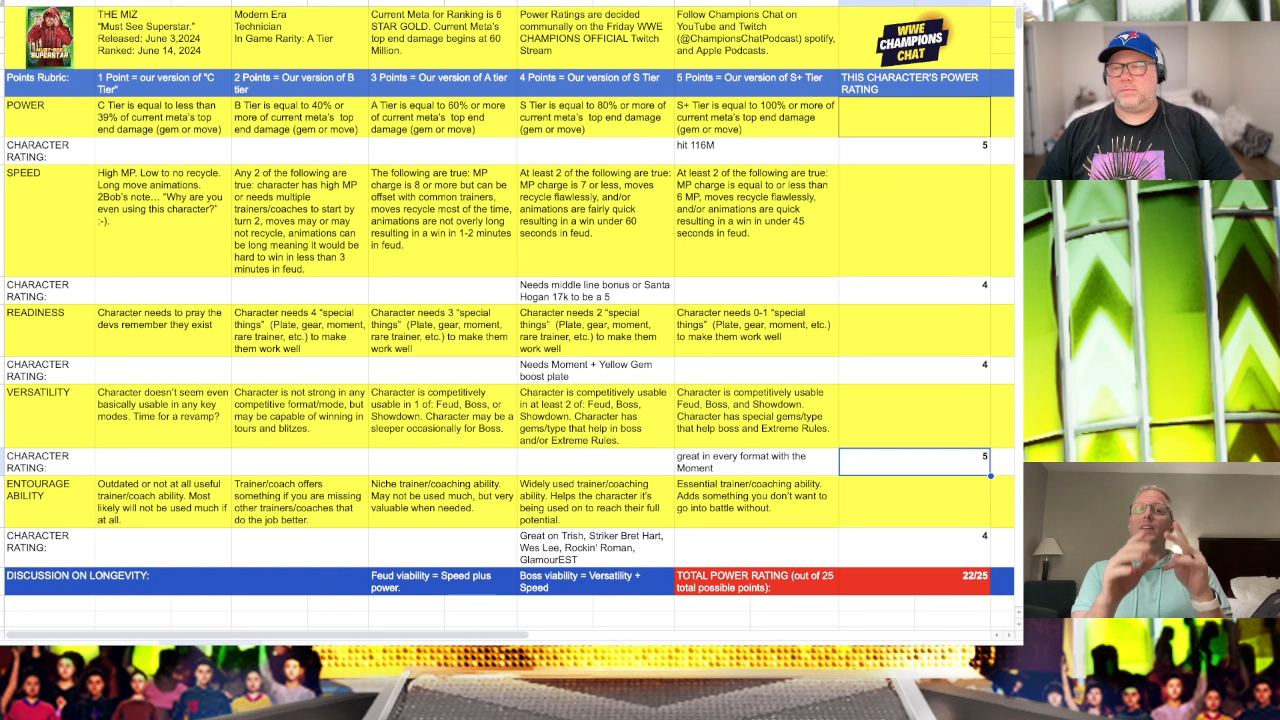 THE MIZ
"Must See Superstar."
Released: June 3,2024
Ranked: June 14, 2024
Modern Era
Technician
In Game Rarity: A Tier
Current Meta for Ranking is 6
STAR GOLD. Current Meta's
top end damage begins at 60
Million.
Power Ratings are decided
communally on the Friday WWE
CHAMPIONS OFFICIAL Twitch
Stream
Follow Champions Chat on
YouTube and Twitch
(@ChampionsChatPodcast) spotify,
and Apple Podcasts.
WWE
CHAMPIONS
CHAT
MUST-SEE
SUPERSTAR
Points Rubric:
1 Point = our version of "C
Tier"
2 Points = Our version of B
tier
3 Points = Our version of A tier
4 Points = Our version of S Tier
5 Points = Our version of S+ Tier
THIS CHARACTER'S POWER
RATING
POWER
C Tier is equal to less than
39% of current meta's top
end damage (gem or move)
B Tier is equal to 40% or
more of current meta's top
end damage (gem or move)
A Tier is equal to 60% or more
of current meta's top end
damage (gem or move)
S Tier is equal to 80% or more of
current meta's top end damage
(gem or move)
S+ Tier is equal to 100% or more of
current meta's top end damage
(gem or move)
CHARACTER
RATING:
hit 116M
5
SPEED
High MP. Low to no recycle.
Long move animations.
2Bob's note… "Why are you
even using this character?"
:-).
Any 2 of the following are
true: character has high MP
or needs multiple
trainers/coaches to start by
turn 2, moves may or may
not recycle, animations can
be long meaning it would be
hard to win in less than 3
minutes in feud.
The following are true: MP
charge is 8 or more but can be
offset with common trainers,
moves recycle most of the time,
animations are not overly long
resulting in a win in 1-2 minutes
in feud.
At least 2 of the following are true:
MP charge is 7 or less, moves
recycle flawlessly, and/or
animations are fairly quick
resulting in a win under 60
seconds in feud.
At least 2 of the following are true:
MP charge is equal to or less than
6 MP, moves recycle flawlessly,
and/or animations are quick
resulting in a win in under 45
seconds in feud.
CHARACTER
RATING:
Needs middle line bonus or Santa
Hogan 17k to be a 5
4
READINESS
Character needs to pray the
devs remember they exist
Character needs 4 "special
things" (Plate, gear, moment,
rare trainer, etc.) to make
them work well
Character needs 3 "special
things" (Plate, gear, moment,
rare trainer, etc.) to make them
work well
Character needs 2 "special
things" (Plate, gear, moment,
rare trainer, etc.) to make them
work well
Character needs 0-1 "special
things" (Plate, gear, moment, etc.)
to make them work well
CHARACTER
RATING:
Needs Moment + Yellow Gem
boost plate
4
VERSATILITY
Character doesn't seem even
basically usable in any key
modes. Time for a revamp?
Character is not strong in any
competitive format/mode, but
may be capable of winning in
tours and blitzes.
Character is competitively usable
in 1 of: Feud, Boss, or
Showdown. Character may be a
sleeper occasionally for Boss.
Character is competitively usable
in at least 2 of: Feud, Boss,
Showdown. Character has
gems/type that help in boss
and/or Extreme Rules.
Character is competitively usable
Feud, Boss, and Showdown.
Character has special gems/type
that help boss and Extreme Rules.
CHARACTER
RATING:
great in every format with the
Moment
5
ENTOURAGE
ABILITY
Outdated or not at all useful
trainer/coach ability. Most
likely will not be used much if
at all.
Trainer/coach offers
something if you are missing
other trainers/coaches that
do the job better.
Niche trainer/coaching ability.
May not be used much, but very
valuable when needed.
Widely used trainer/coaching
ability. Helps the character it's
being used on to reach their full
potential.
Essential trainer/coaching ability.
Adds something you don't want to
go into battle without.
CHARACTER
RATING:
Great on Trish, Striker Bret Hart,
Wes Lee, Rockin' Roman,
GlamourEST
4
DISCUSSION ON LONGEVITY:
Feud viability = Speed plus
power.
Boss viability = Versatility +
Speed
TOTAL POWER RATING (out of 25
total possible points):
22/25